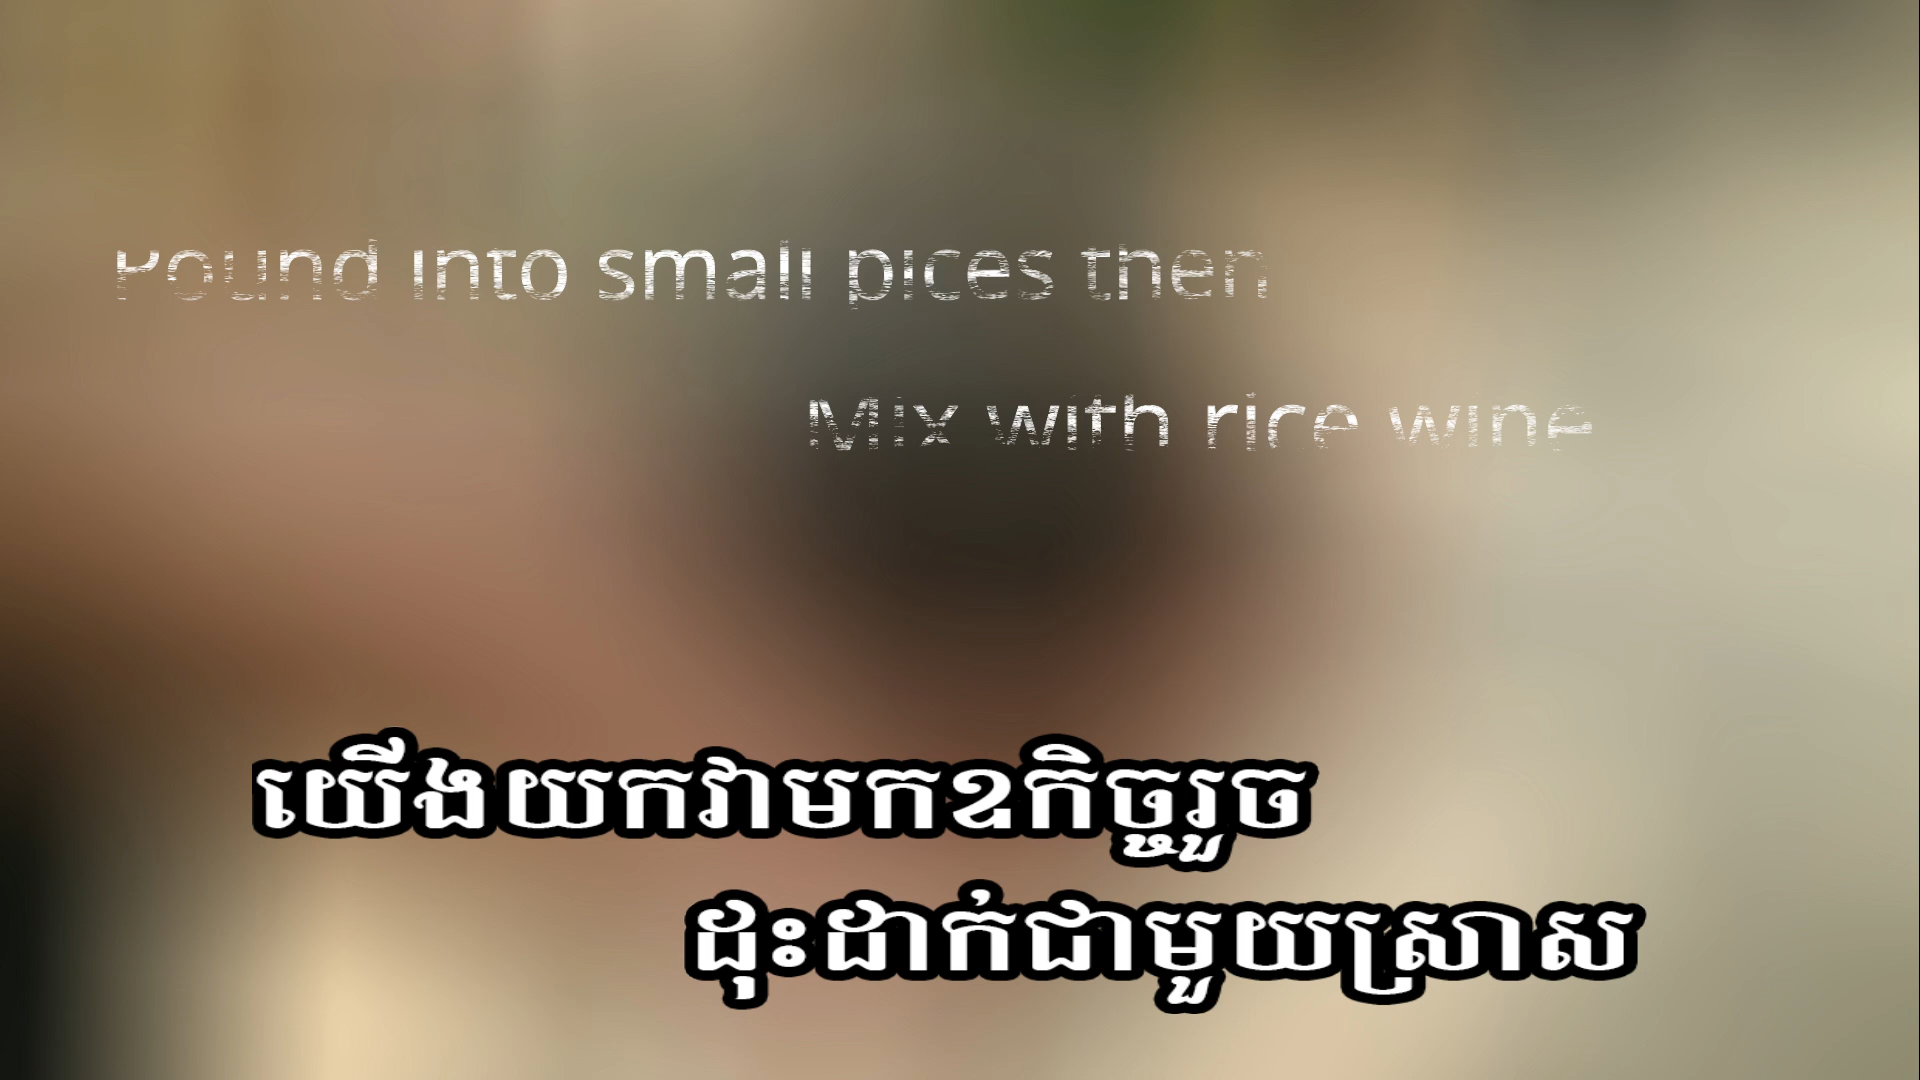 Pound into small pices then
Mix with rice wine
យើងយកវាមកឧកិច្ចរួច
ដុះដាក់ជាមួយស្រាស